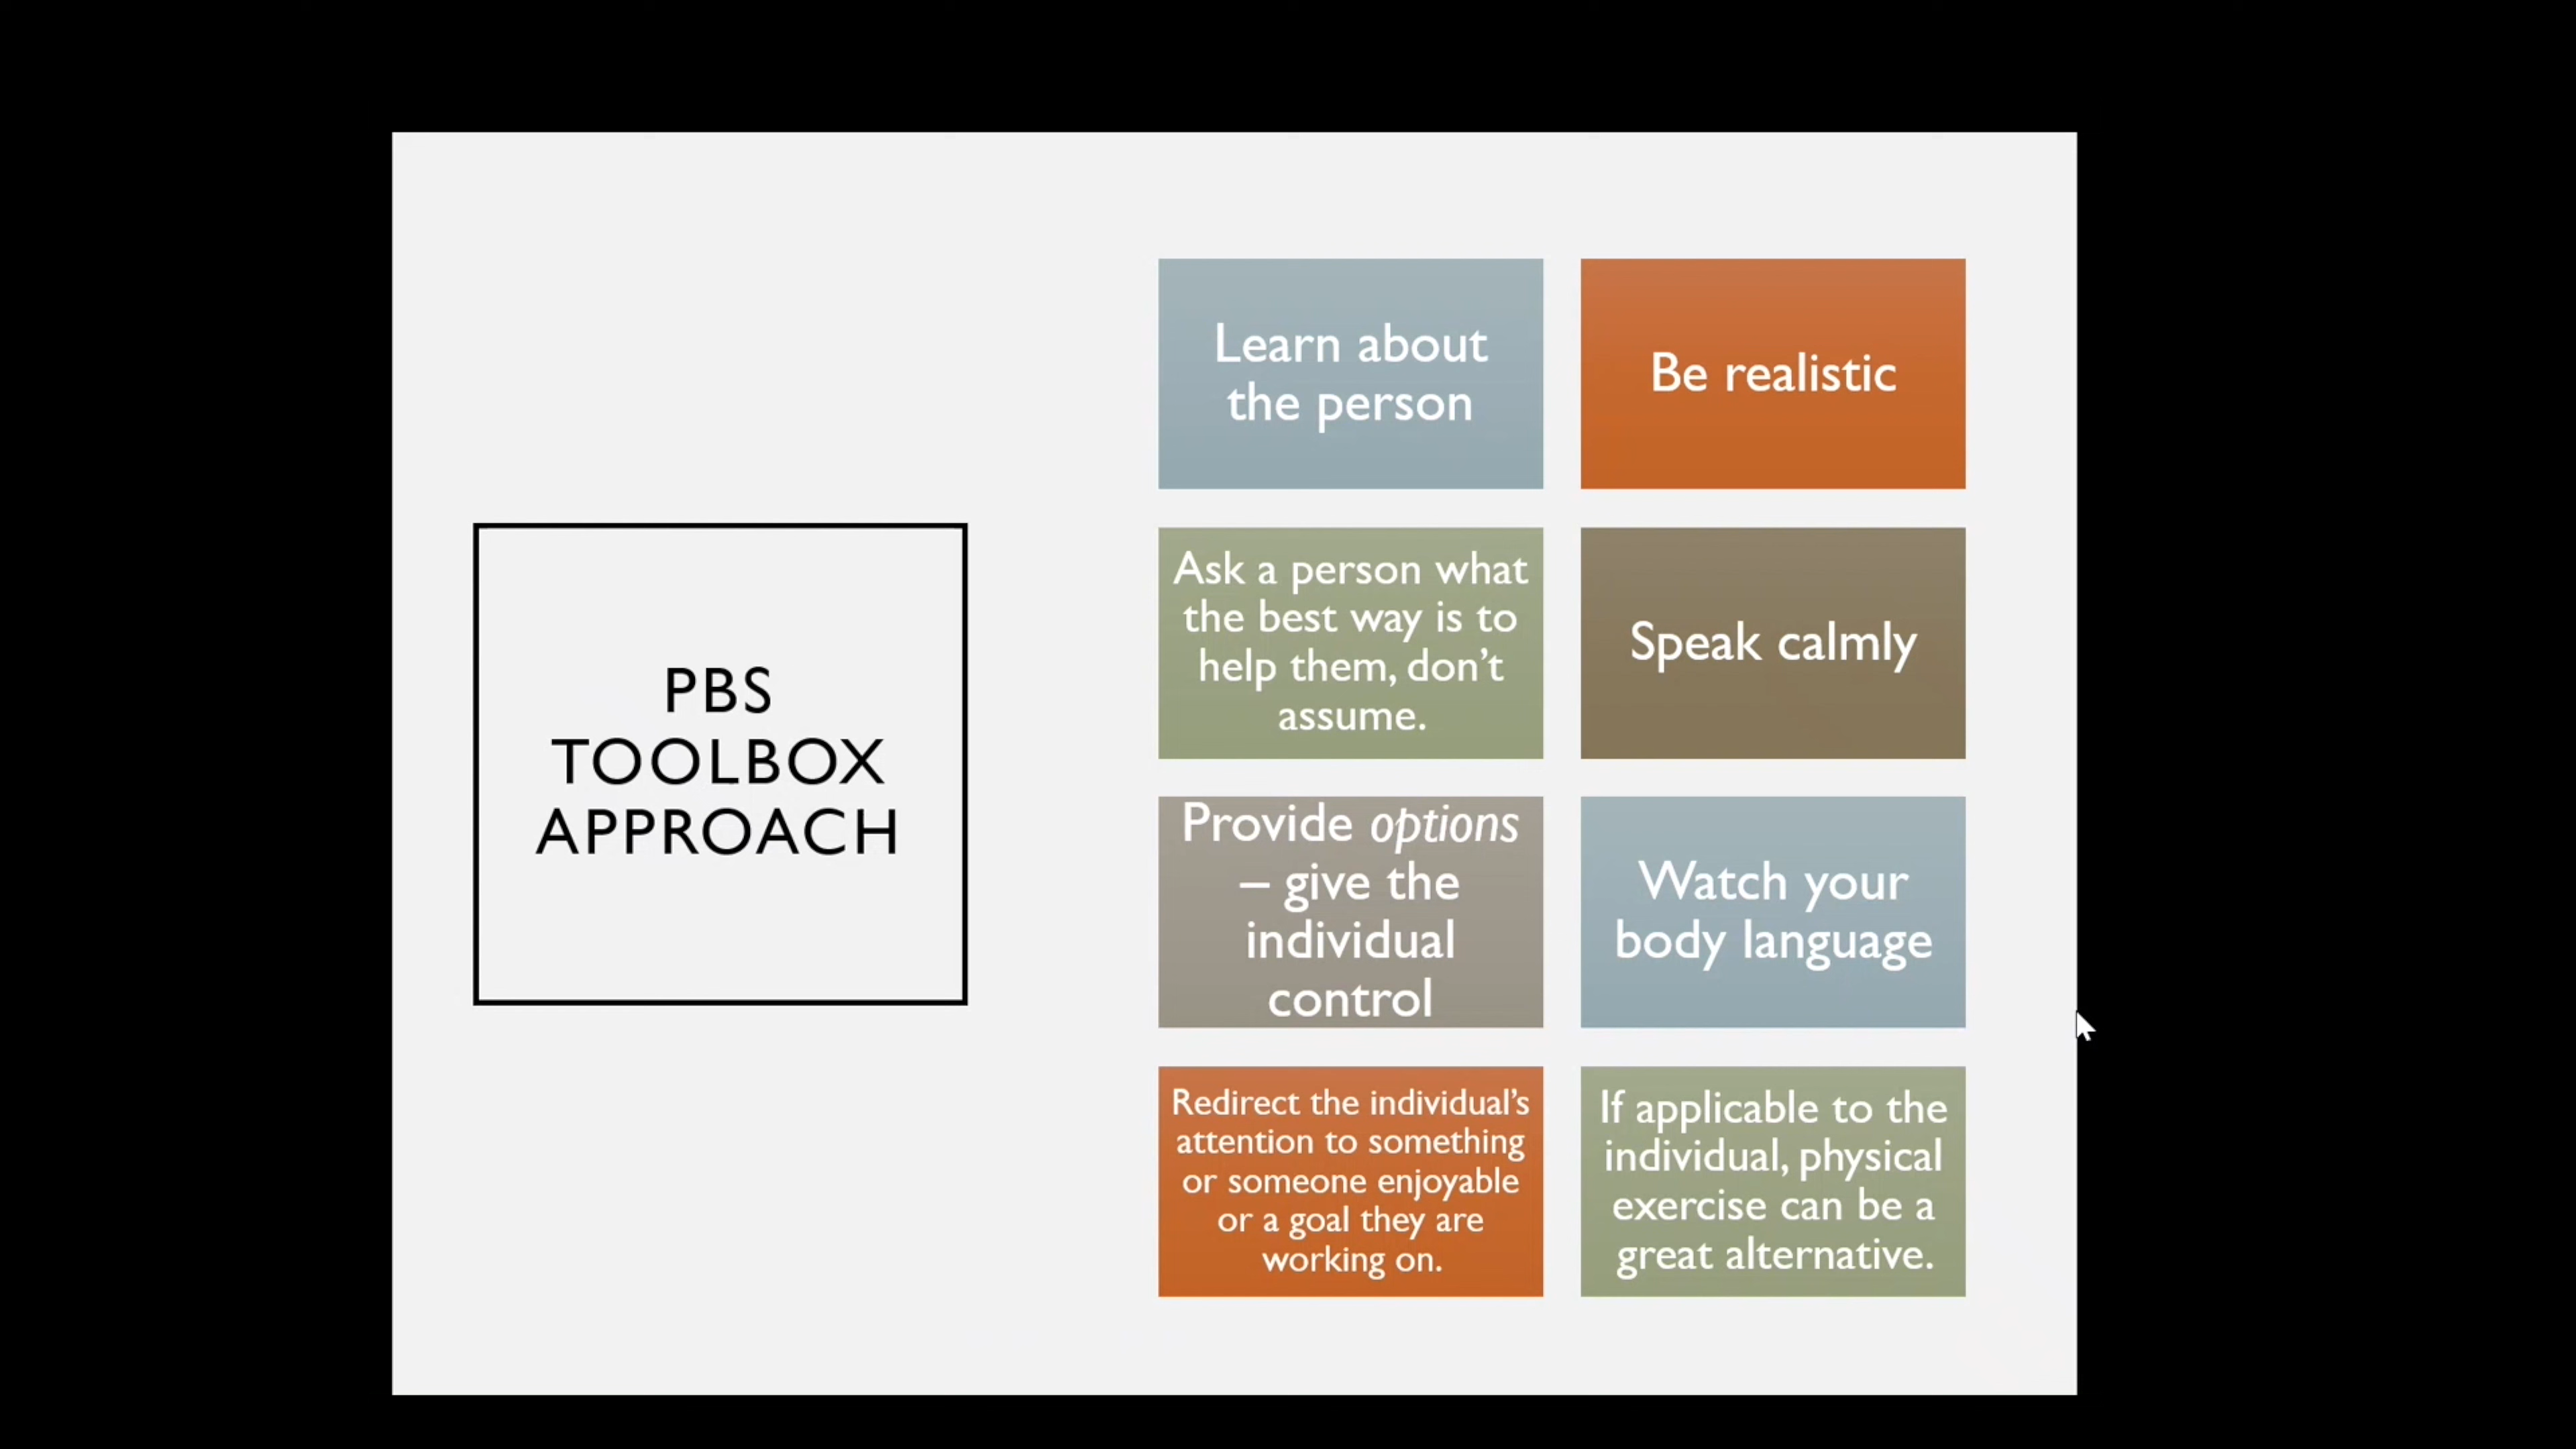 PBS
TOOLBOX
APPROACH
Learn about
the person
Be realistic
Ask a person what
the best way is to
help them, don’t
assume.
Speak calmly
Provide options
– give the
individual
control
Watch your
body language
Redirect the individual’s
attention to something
or someone enjoyable
or a goal they are
working on.
If applicable to the
individual, physical
exercise can be a
great alternative.